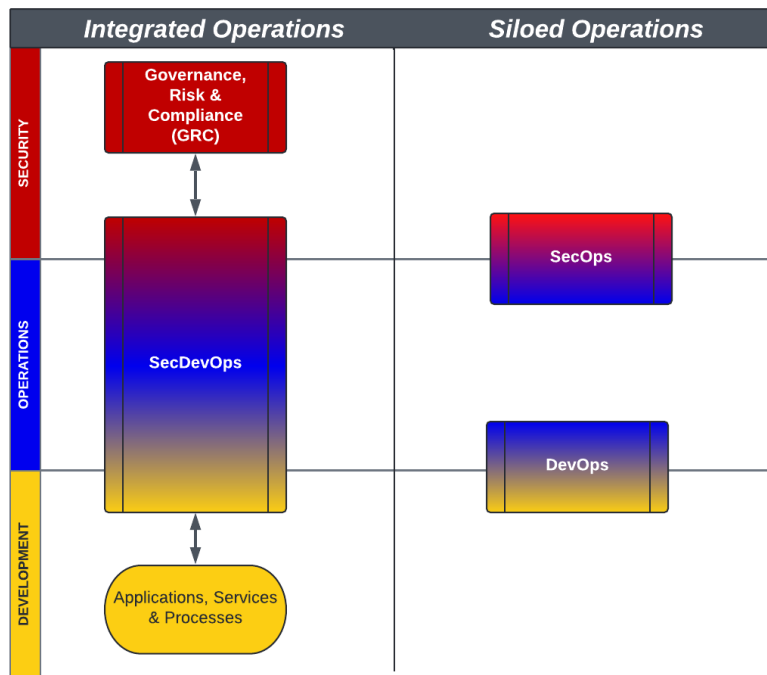 Integrated Operations
Siloed Operations
SECURITY
Governance,
Risk &
Compliance
(GRC)
SecOps
OPERATIONS
SecDevOps
DevOps
DEVELOPMENT
Applications, Services
& Processes